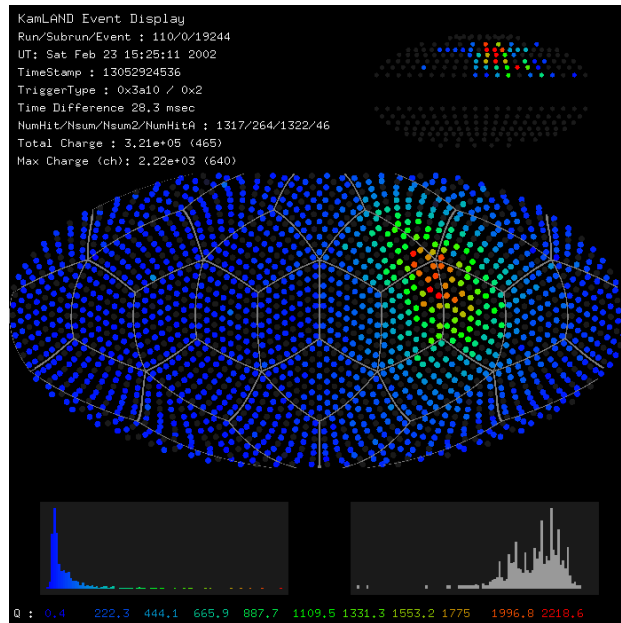 KamLAND Event Display
Run/Subrun/Event : 110/0/19244
UT: Sat Feb 23 15:25:11 2002
TimeStamp : 13052924536
TriggerType : 0x3a10 / 0x2
Time Difference 28.3 msec
NumHit/Nsum/Nsum2/NumHitA : 1317/264/1322/46
Total Charge : 3.21e+05 (465)
Max Charge (ch): 2.22e+03 (640)
Q : 0.4 222.3 444.1 665.9 887.7 1109.5 1331.3 1553.2 1775 1996.8 2218.6